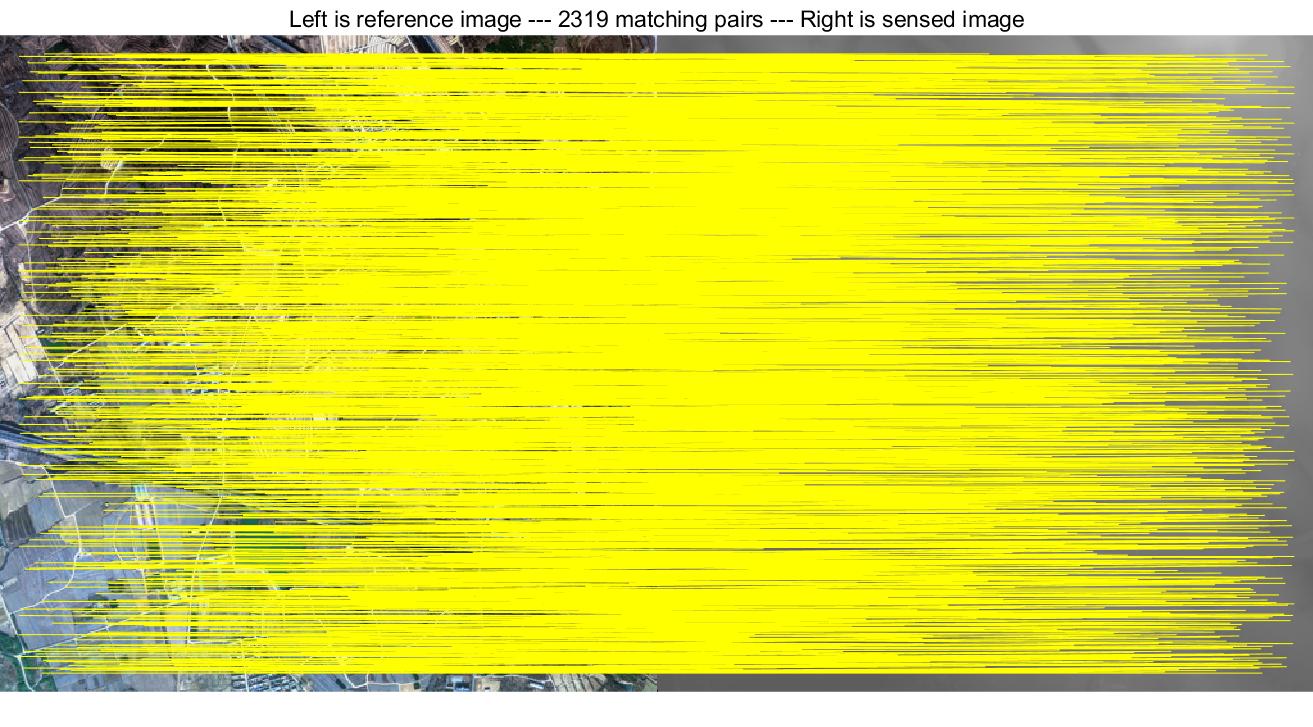 Left is reference image --- 2319 matching pairs --- Right is sensed image